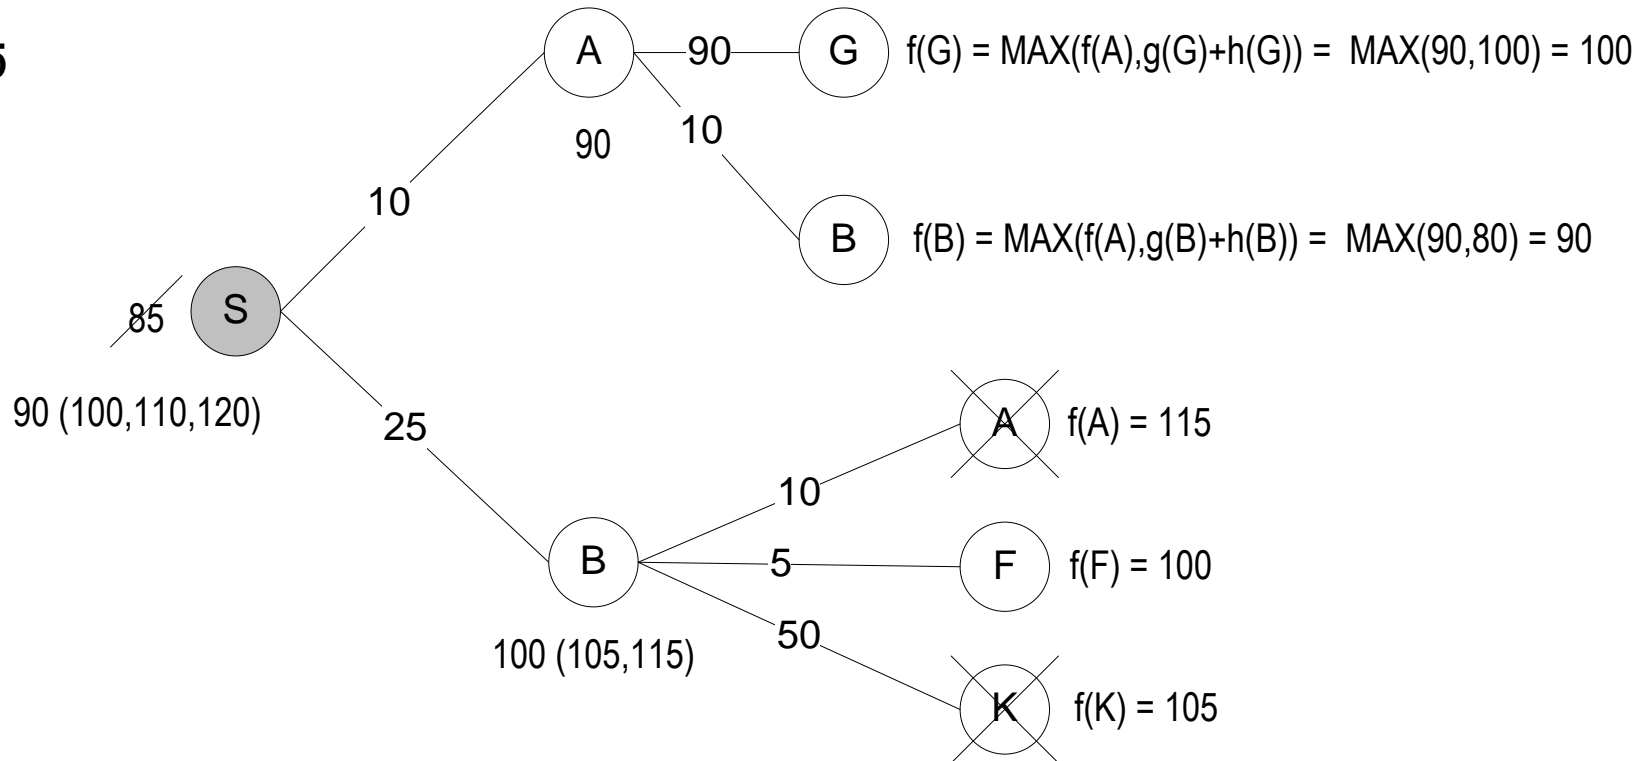 5
A 90 G f(G) = MAX(f(A),g(G)+h(G)) = MAX(90,100) = 100
10
90
10
B f(B) = MAX(f(A),g(B)+h(B)) = MAX(90,80) = 90
85 S
90 (100,110,120)
25
A f(A) = 115
10
B 5 F f(F) = 100
50
100 (105,115)
K f(K) = 105